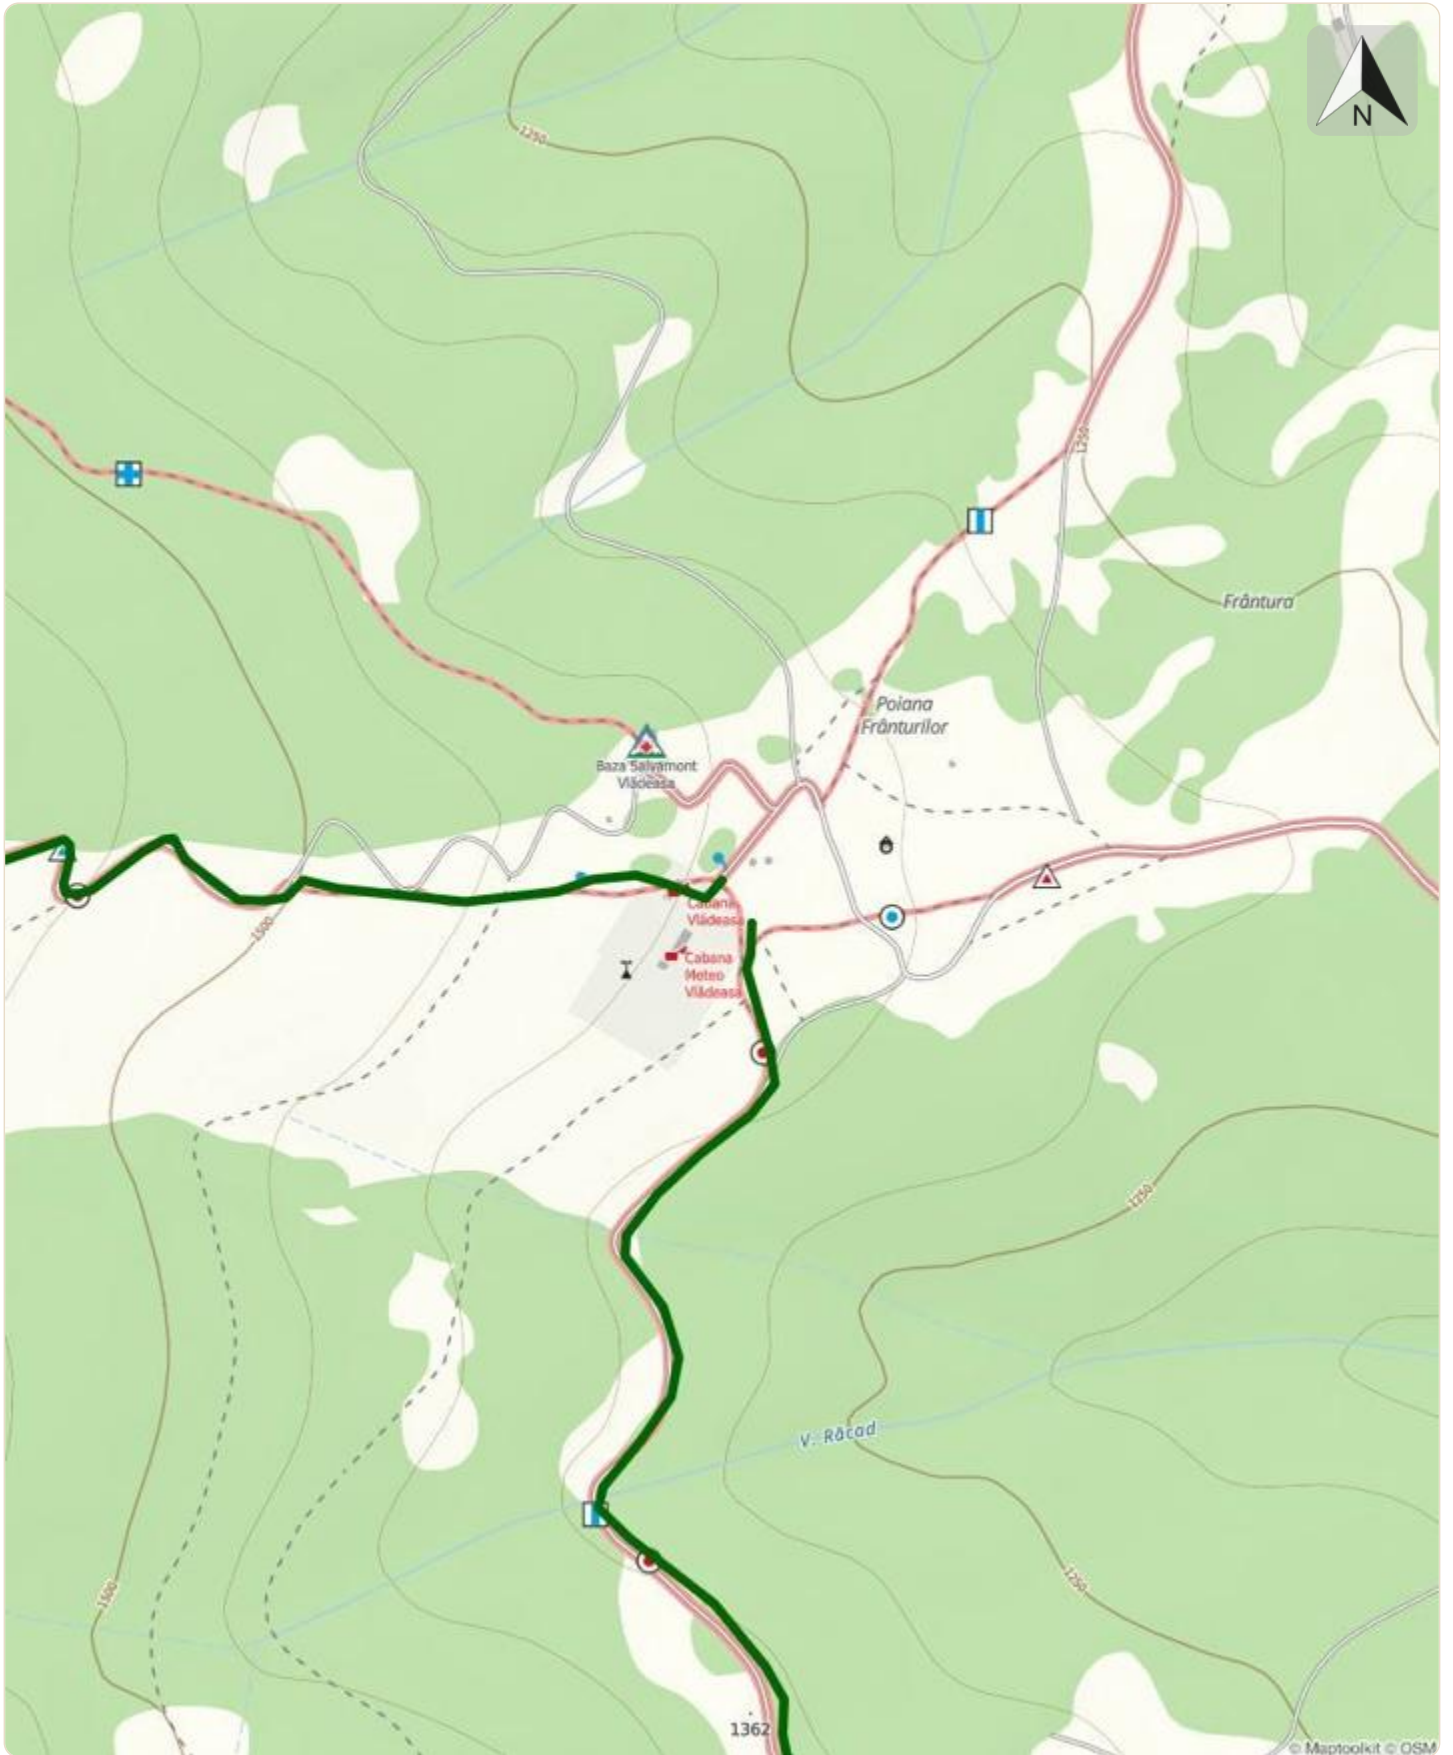 N
1250
1250
Frântura
Poiana
Frânturilor
Baza Salvamont
Vlădeasa
Cabana
Vlădeasa
1500
Cabana
Meteo
Vlădeasa
1250
V. Răcad
1500
1250
1362
© Maptoolkit © OSM